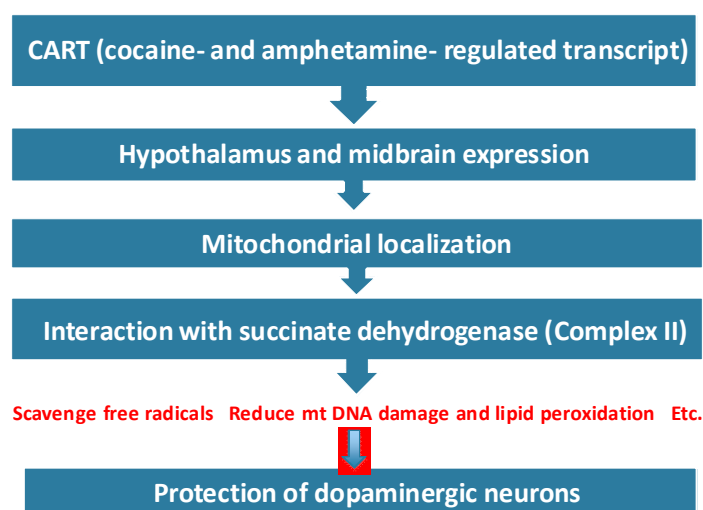 CART (cocaine- and amphetamine- regulated transcript)
Hypothalamus and midbrain expression
Mitochondrial localization
Interaction with succinate dehydrogenase (Complex II)
Scavenge free radicals Reduce mt DNA damage and lipid peroxidation Etc.
Protection of dopaminergic neurons